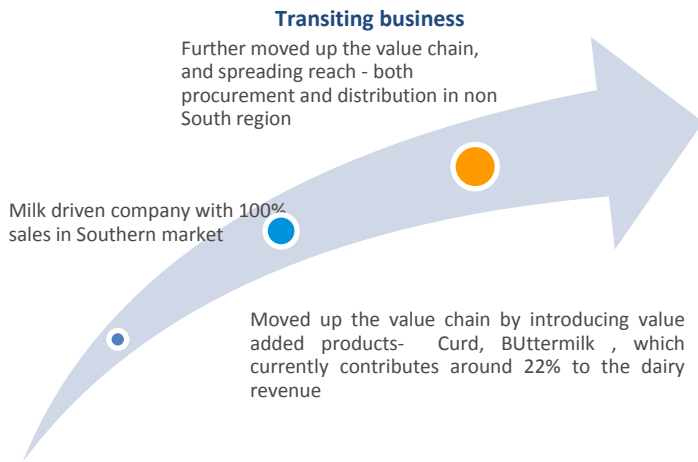 Transiting business
Further moved up the value chain,
and spreading reach - both
procurement and distribution in non
South region
Milk driven company with 100%
sales in Southern market
Moved up the value chain by introducing value
added products- Curd, BUttermilk , which
currently contributes around 22% to the dairy
revenue